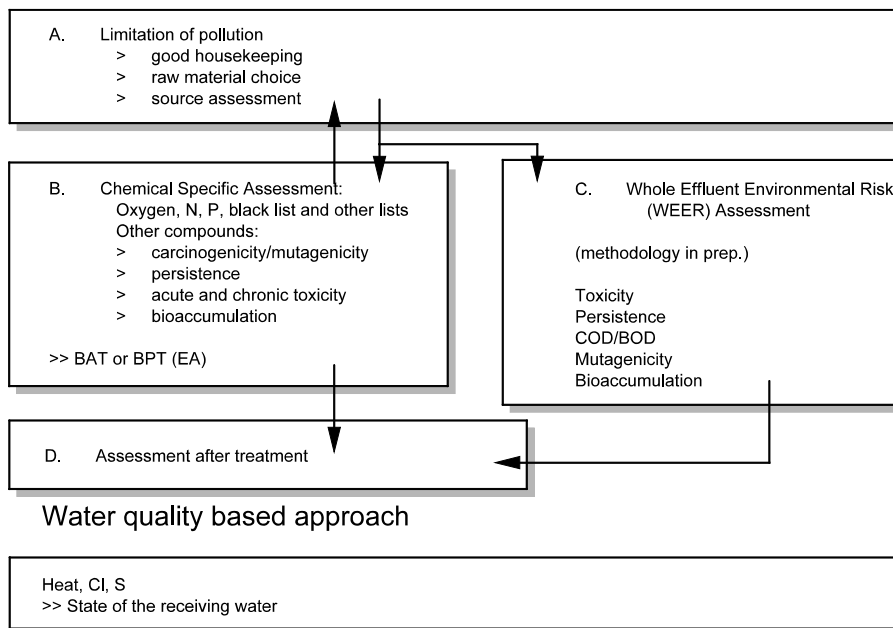 A. Limitation of pollution
> good housekeeping
> raw material choice
> source assessment
B. Chemical Specific Assessment:
Oxygen, N, P, black list and other lists
Other compounds:
> carcinogenicity/mutagenicity
> persistence
> acute and chronic toxicity
> bioaccumulation
>> BAT or BPT (EA)
C. Whole Effluent Environmental Risk
(WEER) Assessment
(methodology in prep.)
Toxicity
Persistence
COD/BOD
Mutagenicity
Bioaccumulation
D. Assessment after treatment
Water quality based approach
Heat, Cl, S
>> State of the receiving water